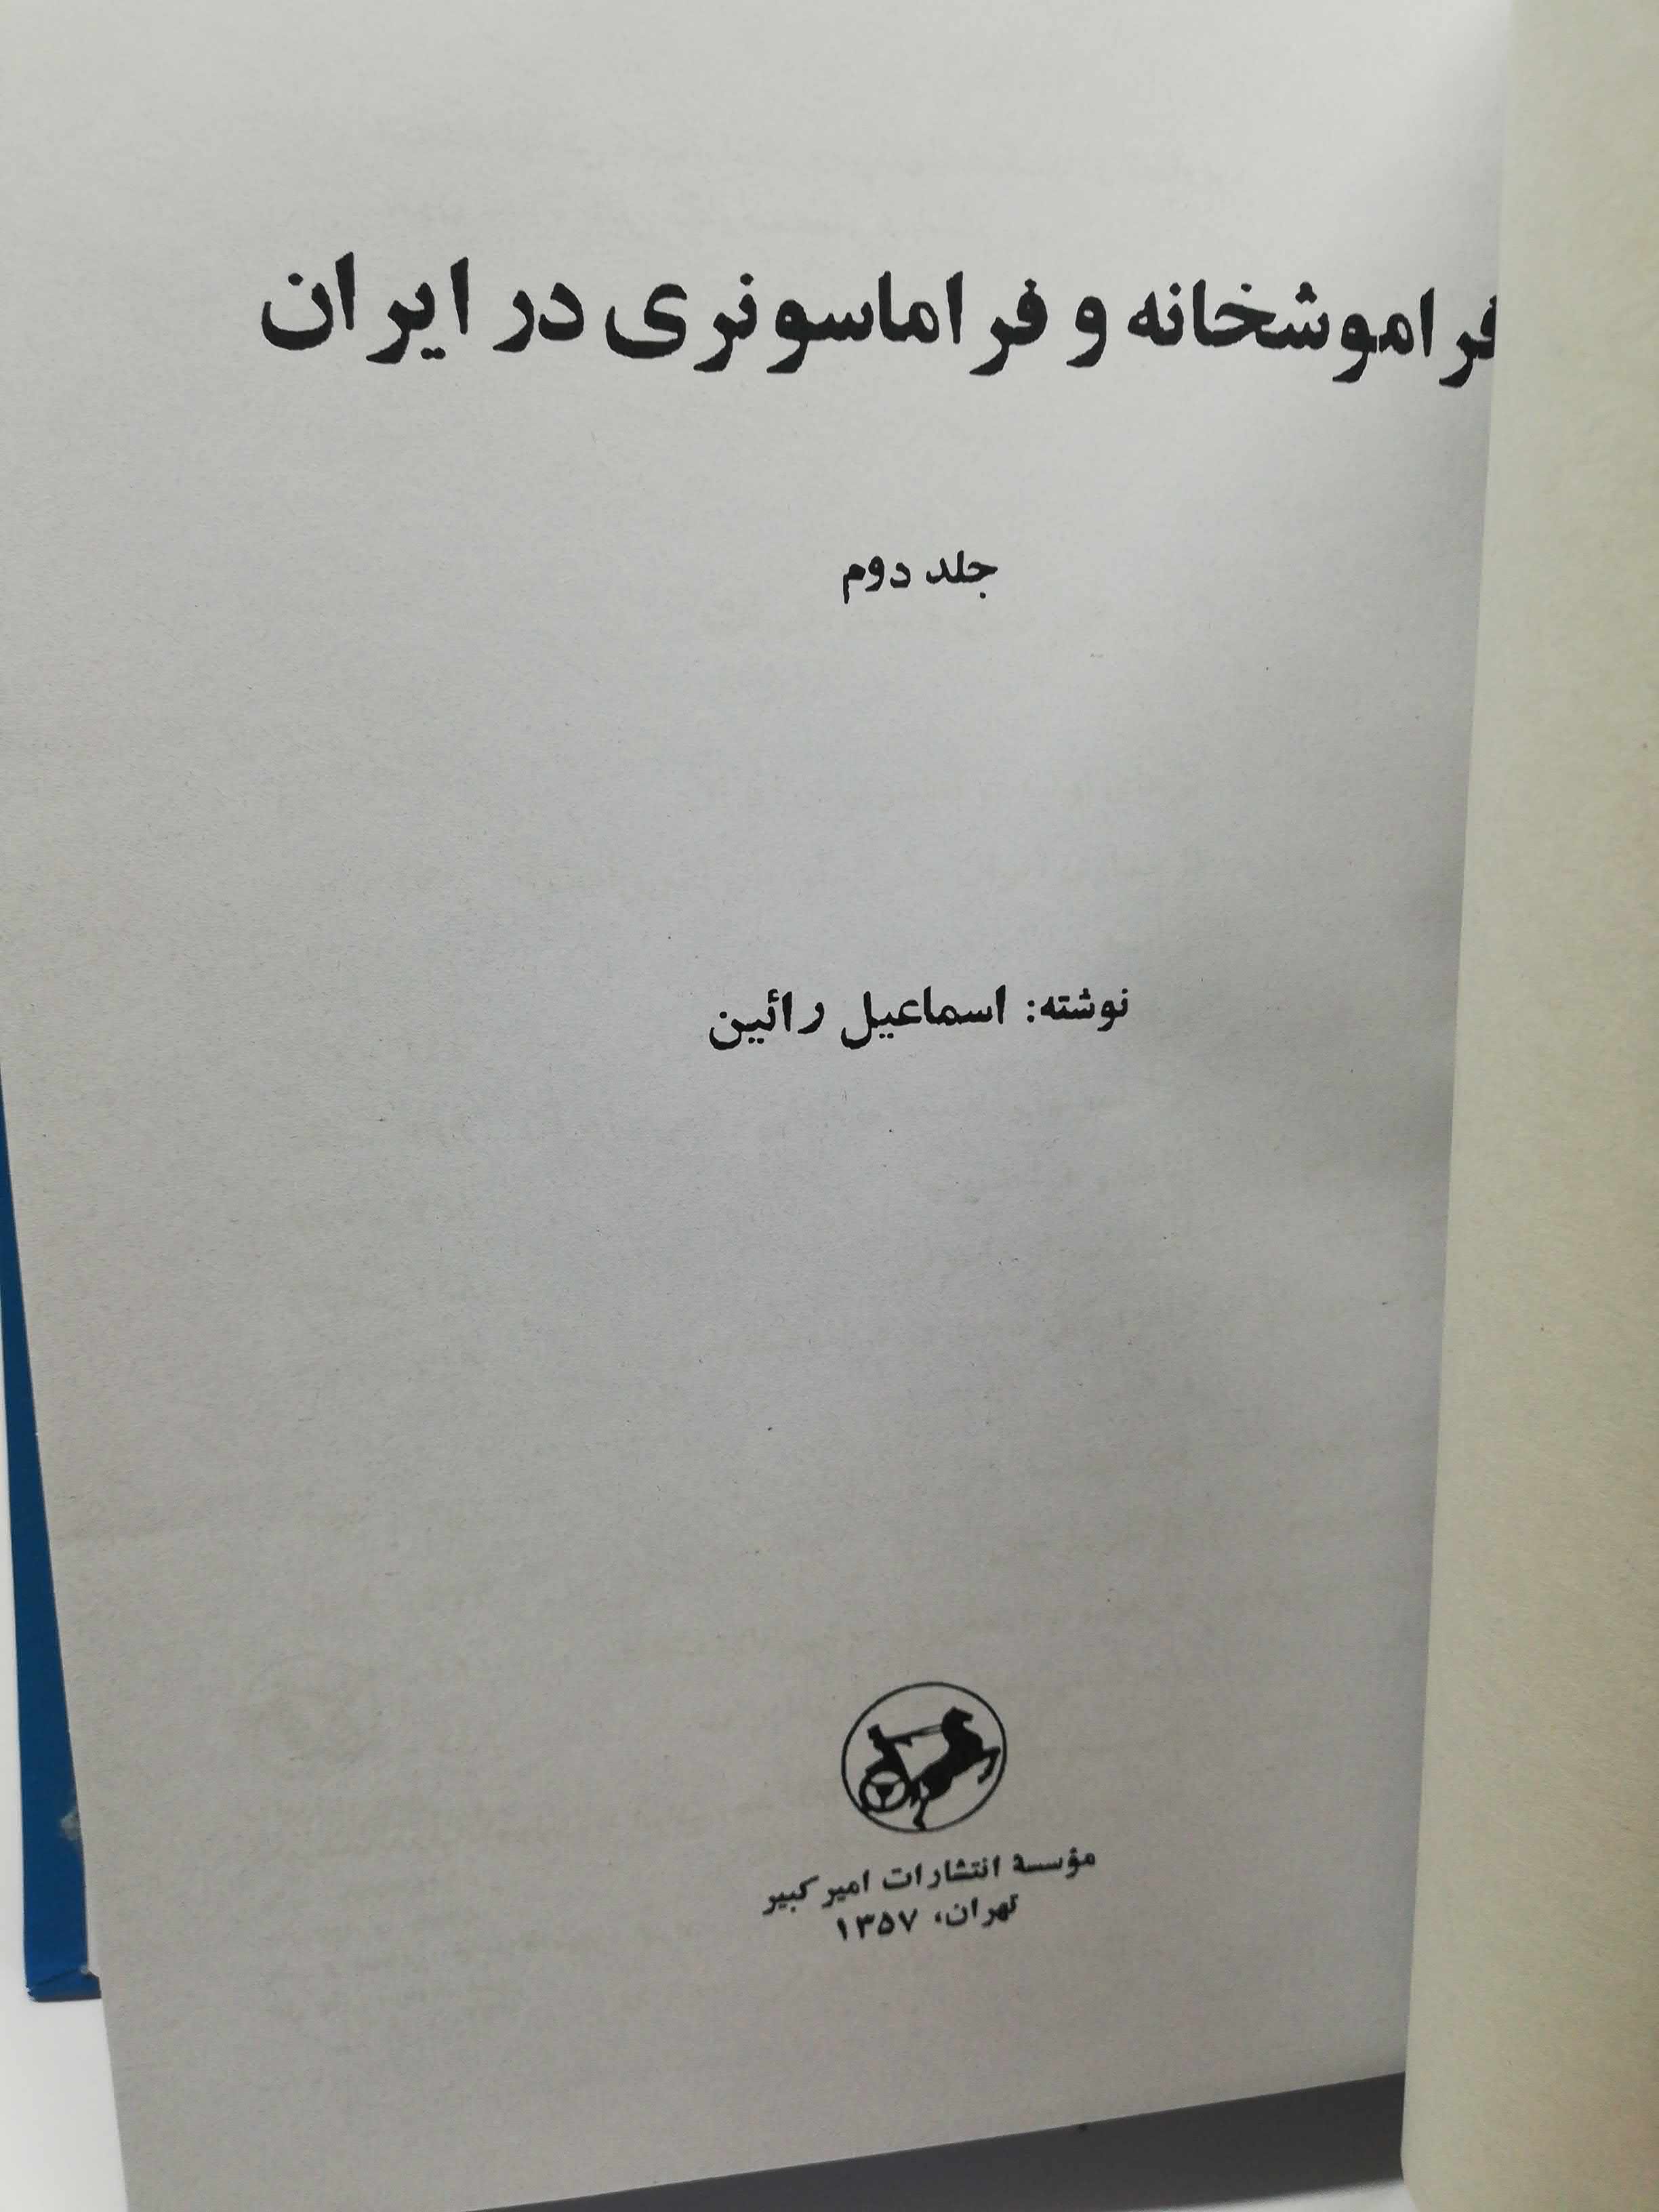 فراموشخانه و فراماسونری در ایران
جلد دوم
نوشته: اسماعیل رائین
مؤسسهٔ انتشارات امیرکبیر
تهران، ۱۳۵۷